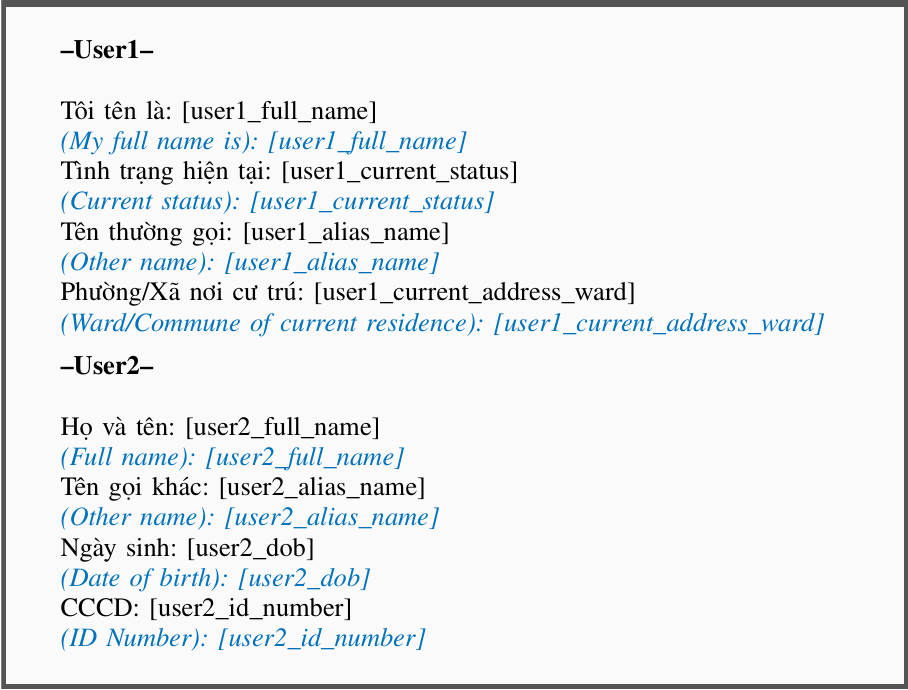 –User1–
Tôi tên là: [user1_full_name]
(My full name is): [user1_full_name]
Tình trạng hiện tại: [user1_current_status]
(Current status): [user1_current_status]
Tên thường gọi: [user1_alias_name]
(Other name): [user1_alias_name]
Phường/Xã nơi cư trú: [user1_current_address_ward]
(Ward/Commune of current residence): [user1_current_address_ward]
–User2–
Họ và tên: [user2_full_name]
(Full name): [user2_full_name]
Tên gọi khác: [user2_alias_name]
(Other name): [user2_alias_name]
Ngày sinh: [user2_dob]
(Date of birth): [user2_dob]
CCCD: [user2_id_number]
(ID Number): [user2_id_number]